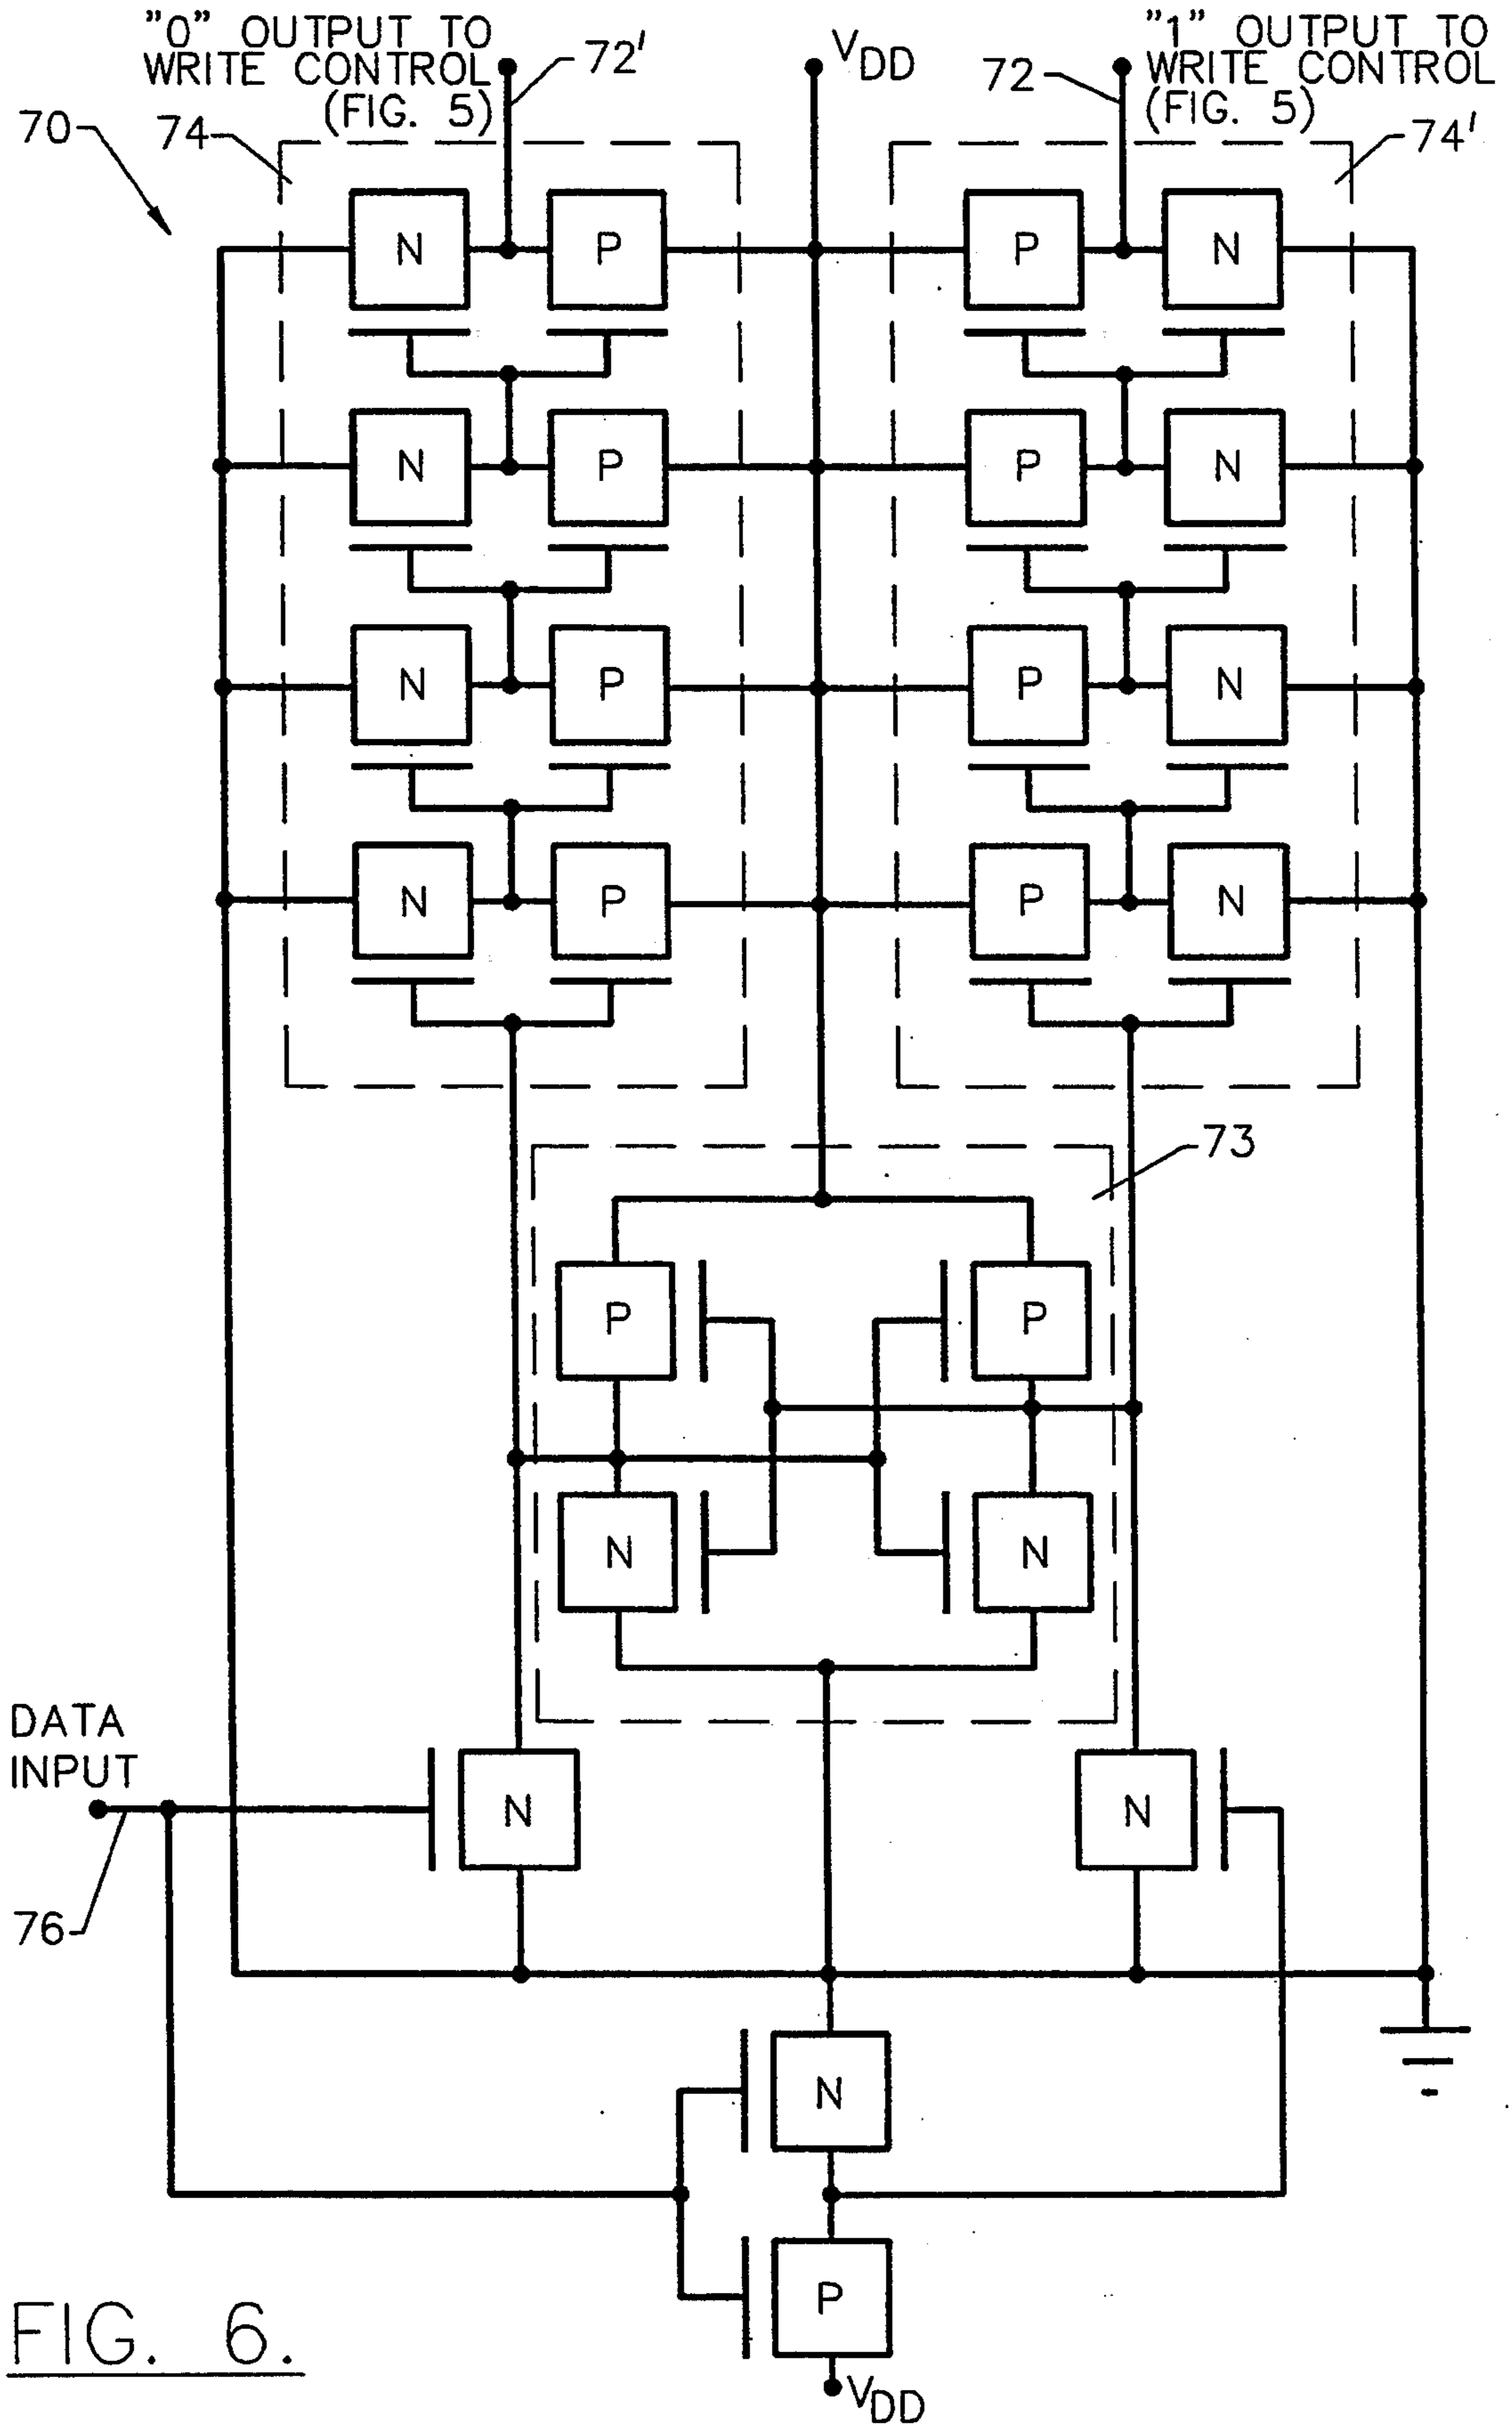 "0" OUTPUT TO
WRITE CONTROL
(FIG. 5)
72'
VDD
72
"1" OUTPUT TO
WRITE CONTROL
(FIG. 5)
70
74
74'
N P P N
N P P N
N P P N
N P P N
73
P P
N N
DATA
INPUT
N N
76
N
P
FIG. 6.
VDD